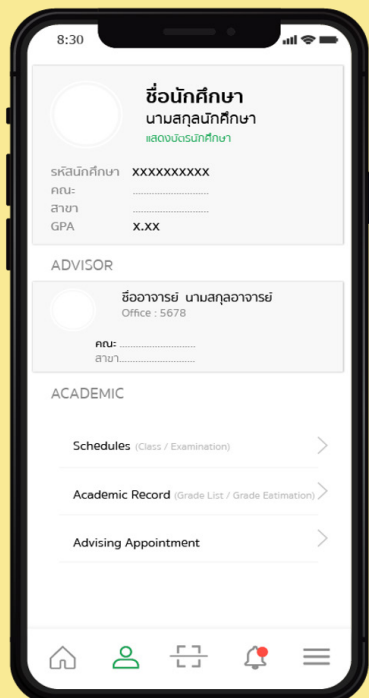 8:30
ชื่อนักศึกษา
นามสกุลนักศึกษา
แสดงบัตรนักศึกษา
รหัสนักศึกษา XXXXXXXXXX
คณะ ............................
สาขา ............................
GPA X.XX
ADVISOR
ชื่ออาจารย์ นามสกุลอาจารย์
Office : 5678
คณะ ............................
สาขา............................
ACADEMIC
Schedules (Class / Examination)
Academic Record (Grade List / Grade Eatimation)
Advising Appointment